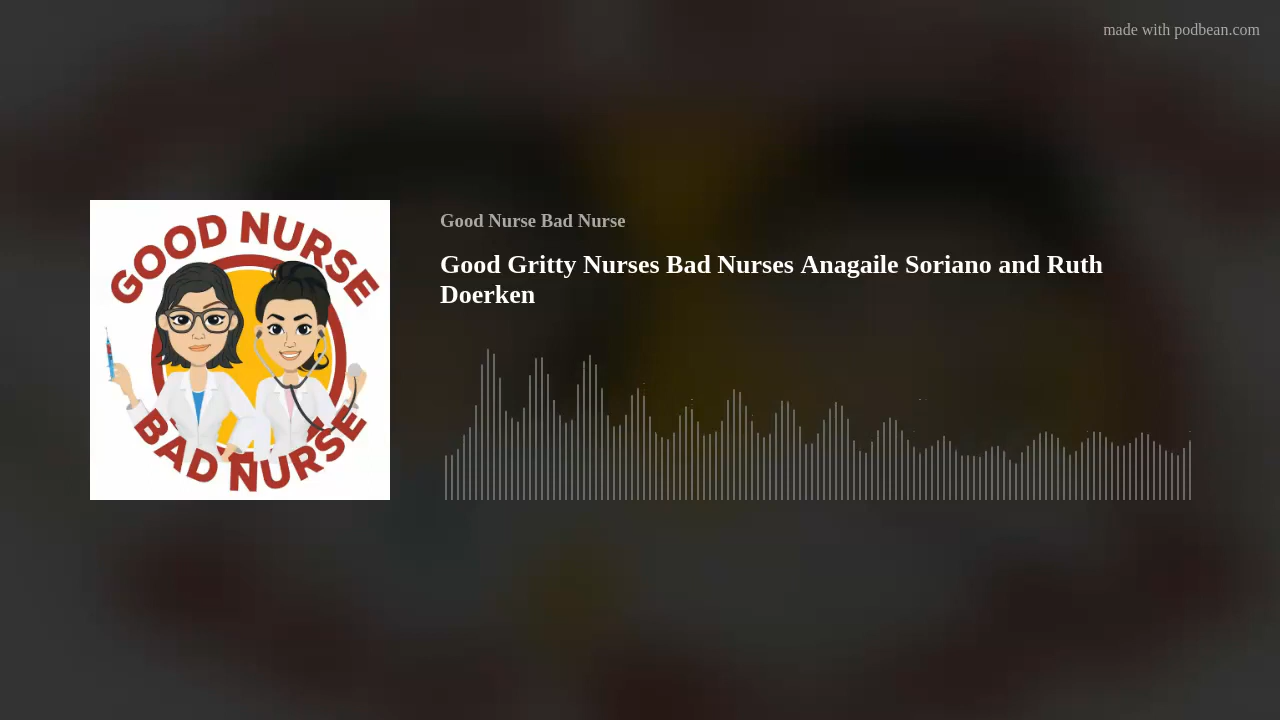 made with podbean.com
GOOD NURSE
BAD NURSE
Good Nurse Bad Nurse
Good Gritty Nurses Bad Nurses Anagaile Soriano and Ruth
Doerken